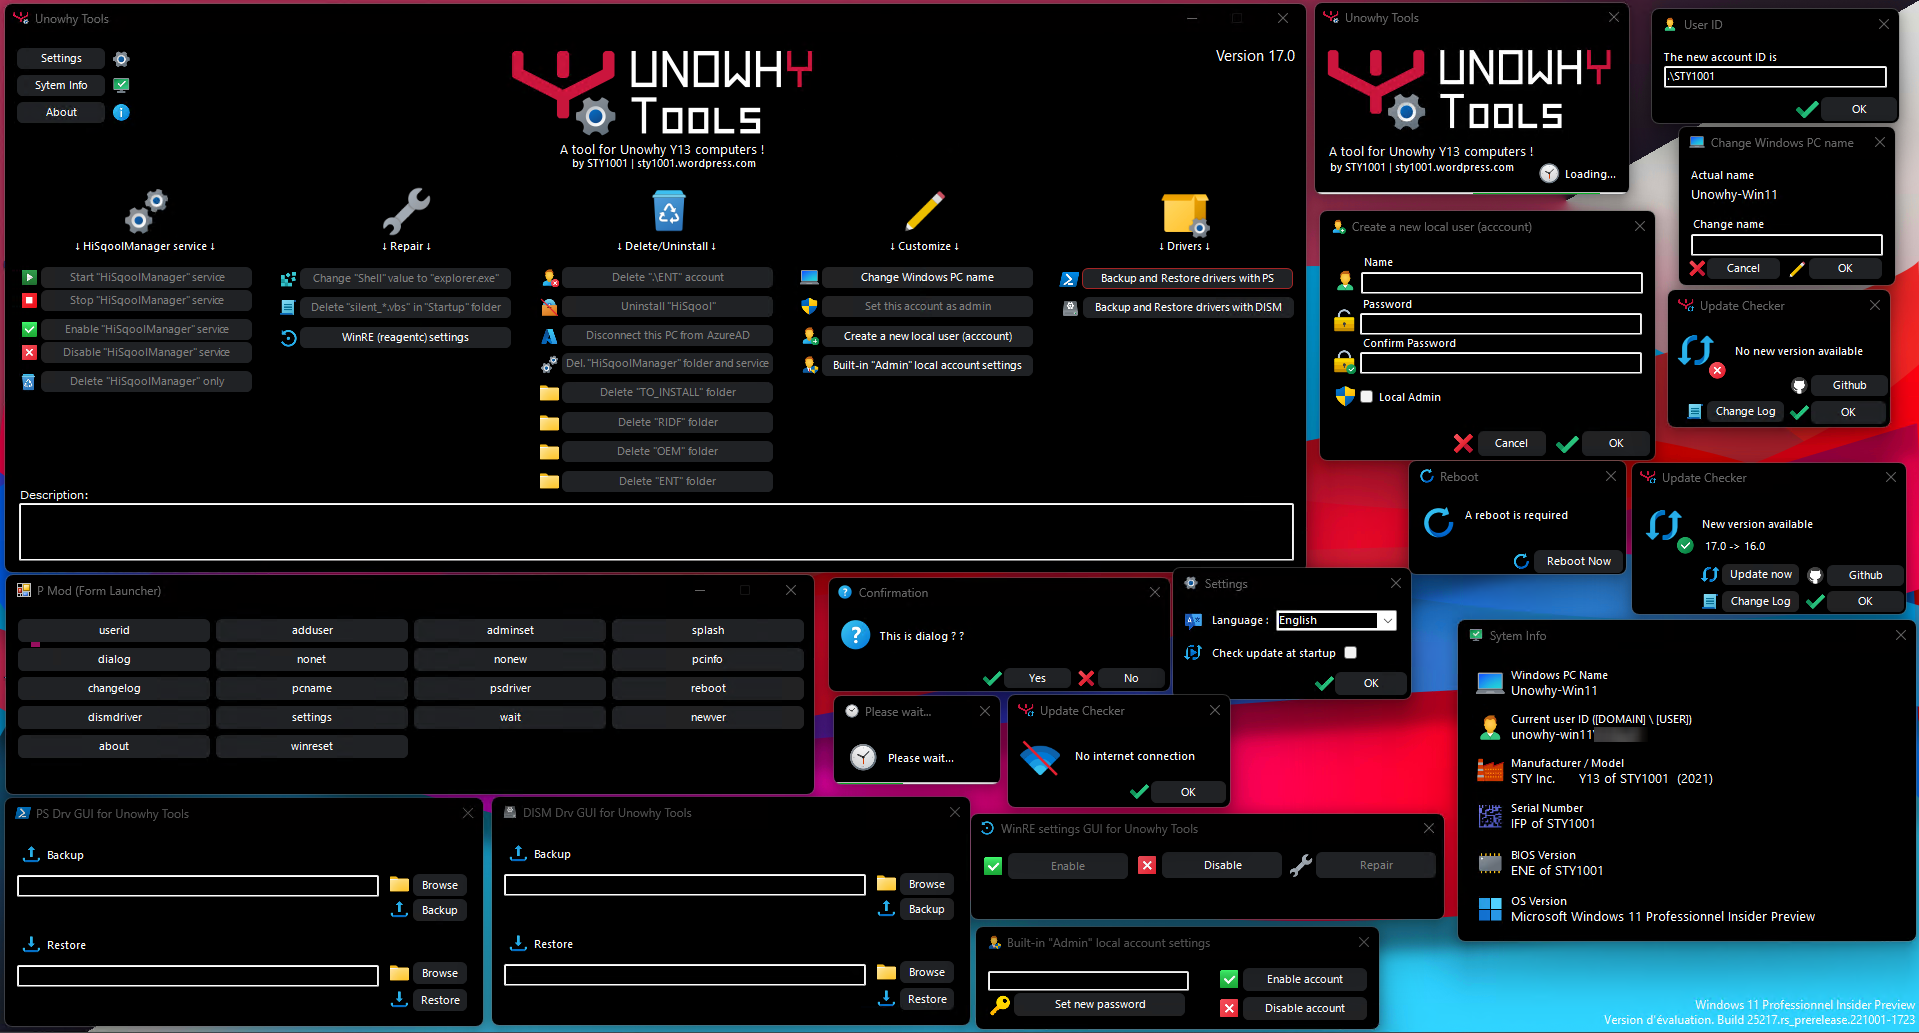 Unowhy Tools
Settings
Sytem Info
About
UNOWHY
TOOLS
Version 17.0
A tool for Unowhy Y13 computers !
by STY1001 | sty1001.wordpress.com
↓ HiSqoolManager service ↓
Start "HiSqoolManager" service
Stop "HiSqoolManager" service
Enable "HiSqoolManager" service
Disable "HiSqoolManager" service
Delete "HiSqoolManager" only
↓ Repair ↓
Change "Shell" value to "explorer.exe"
Delete "silent_*.vbs" in "Startup" folder
WinRE (reagentc) settings
↓ Delete/Uninstall ↓
Delete ".\ENT" account
Uninstall "HiSqool"
Disconnect this PC from AzureAD
Del. "HiSqoolManager" folder and service
Delete "TO_INSTALL" folder
Delete "RIDF" folder
Delete "OEM" folder
Delete "ENT" folder
↓ Customize ↓
Change Windows PC name
Set this account as admin
Create a new local user (acccount)
Built-in "Admin" local account settings
↓ Drivers ↓
Backup and Restore drivers with PS
Backup and Restore drivers with DISM
Description:
Unowhy Tools
UNOWHY
TOOLS
A tool for Unowhy Y13 computers !
by STY1001 | sty1001.wordpress.com
Loading...
User ID
The new account ID is
.\STY1001
OK
Change Windows PC name
Actual name
Unowhy-Win11
Change name
Cancel
OK
Create a new local user (acccount)
Name
Password
Confirm Password
Local Admin
Cancel
OK
Update Checker
No new version available
Github
Change Log
OK
Reboot
A reboot is required
Reboot Now
Update Checker
New version available
17.0 -> 16.0
Update now
Github
Change Log
OK
P Mod (Form Launcher)
userid
adduser
adminset
splash
dialog
nonet
nonew
pcinfo
changelog
pcname
psdriver
reboot
dismdriver
settings
wait
newver
about
winreset
Confirmation
This is dialog ? ?
Yes
No
Settings
Language :
English
Check update at startup
OK
Please wait...
Please wait...
Update Checker
No internet connection
OK
Sytem Info
Windows PC Name
Unowhy-Win11
Current user ID ([DOMAIN] \ [USER])
unowhy-win11\
Manufacturer / Model
STY Inc. Y13 of STY1001 (2021)
Serial Number
IFP of STY1001
BIOS Version
ENE of STY1001
OS Version
Microsoft Windows 11 Professionnel Insider Preview
PS Drv GUI for Unowhy Tools
Backup
Browse
Backup
Restore
Browse
Restore
DISM Drv GUI for Unowhy Tools
Backup
Browse
Backup
Restore
Browse
Restore
WinRE settings GUI for Unowhy Tools
Enable
Disable
Repair
Built-in "Admin" local account settings
Set new password
Enable account
Disable account
Windows 11 Professionnel Insider Preview
Version d'évaluation. Build 25217.rs_prerelease.221001-1723